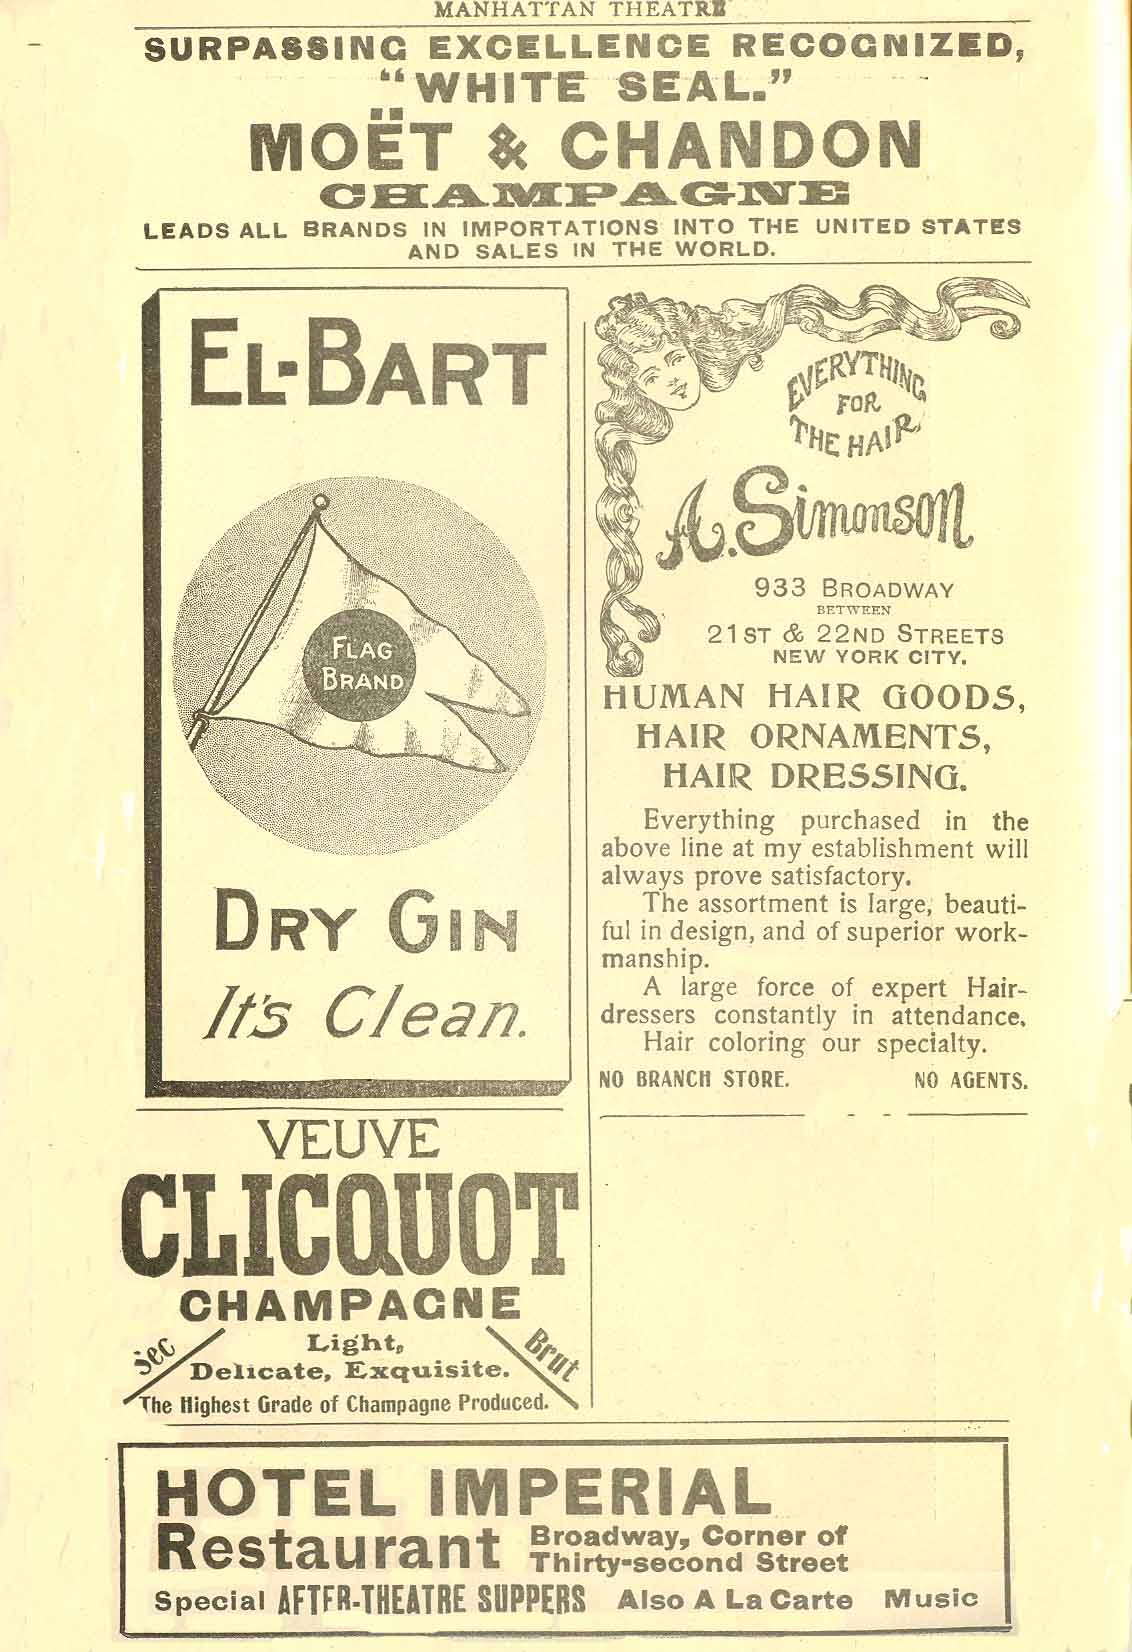 MANHATTAN THEATRE
SURPASSING EXCELLENCE RECOGNIZED,
"WHITE SEAL."
MOËT & CHANDON
CHAMPAGNE
LEADS ALL BRANDS IN IMPORTATIONS INTO THE UNITED STATES
AND SALES IN THE WORLD.
EL-BART
FLAG
BRAND
DRY GIN
It's Clean.
EVERYTHING
FOR
THE HAIR
A. Simonson
933 BROADWAY
BETWEEN
21ST & 22ND STREETS
NEW YORK CITY.
HUMAN HAIR GOODS,
HAIR ORNAMENTS,
HAIR DRESSING.
Everything purchased in the
above line at my establishment will
always prove satisfactory.
The assortment is large, beauti-
ful in design, and of superior work-
manship.
A large force of expert Hair-
dressers constantly in attendance.
Hair coloring our specialty.
NO BRANCH STORE. NO AGENTS.
VEUVE
CLICQUOT
CHAMPAGNE
Sec
Light,
Delicate, Exquisite.
Brut
The Highest Grade of Champagne Produced.
HOTEL IMPERIAL
Restaurant
Broadway, Corner of
Thirty-second Street
Special AFTER-THEATRE SUPPERS Also A La Carte Music